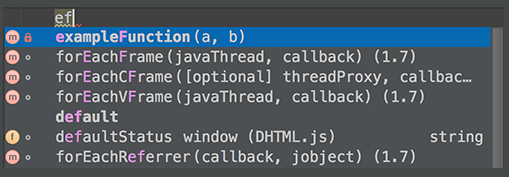 ef
m exampleFunction(a, b)
m forEachFrame(javaThread, callback) (1.7)
m forEachCFrame([optional] threadProxy, callbac…
m forEachVFrame(javaThread, callback) (1.7)
default
f defaultStatus window (DHTML.js) string
m forEachReferrer(callback, jobject) (1.7)